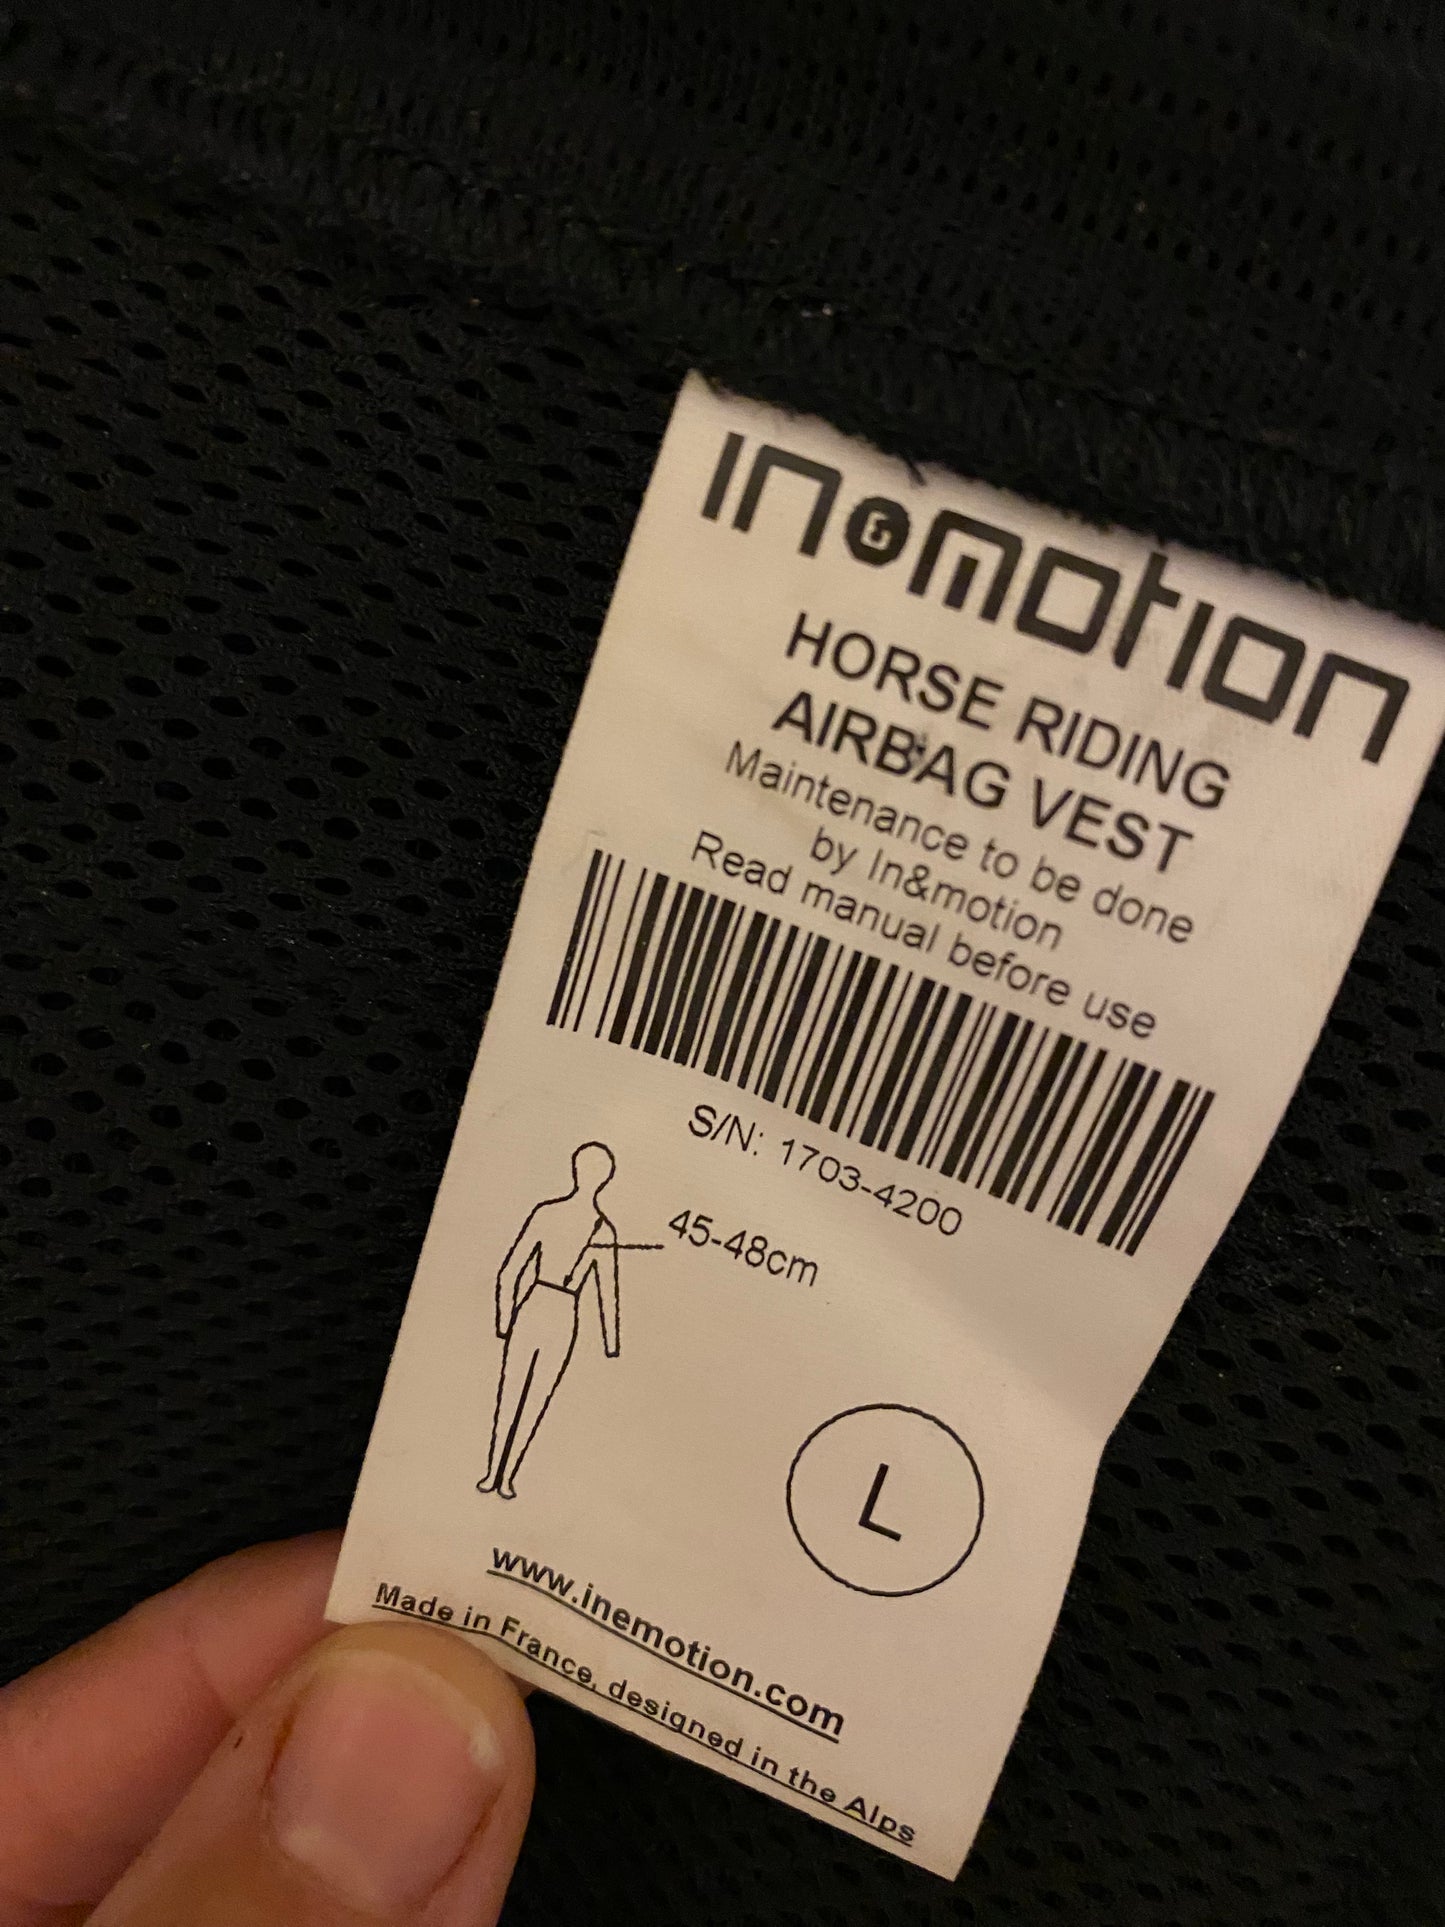 In&motion
HORSE RIDING
AIRBAG VEST
Maintenance to be done
by In&motion
Read manual before use
S/N: 1703-4200
45-48cm
L
www.inemotion.com
Made in France, designed in the Alps